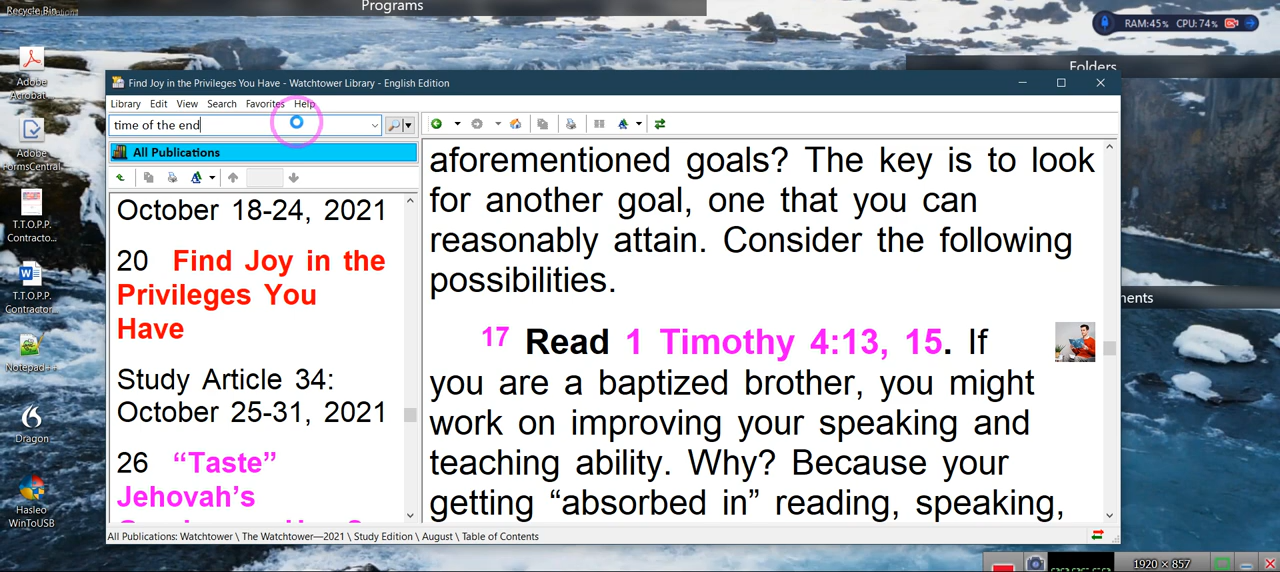 Programs
Recycle Bin
RAM:45% CPU:74%
Folders
Adobe
Acrobat...
Adobe
FormsCentral
T.T.O.P.P.
Contracto...
T.T.O.P.P.
Contractor...
Notepad++
Dragon
Hasleo
WinToUSB
Find Joy in the Privileges You Have - Watchtower Library - English Edition
Library Edit View Search Favorites Help
time of the end
All Publications
October 18-24, 2021
20 Find Joy in the
Privileges You
Have
Study Article 34:
October 25-31, 2021
26 “Taste”
Jehovah’s
aforementioned goals? The key is to look
for another goal, one that you can
reasonably attain. Consider the following
possibilities.
17 Read 1 Timothy 4:13, 15. If
you are a baptized brother, you might
work on improving your speaking and
teaching ability. Why? Because your
getting “absorbed in” reading, speaking,
ments
All Publications: Watchtower \ The Watchtower—2021 \ Study Edition \ August \ Table of Contents
1920 × 857